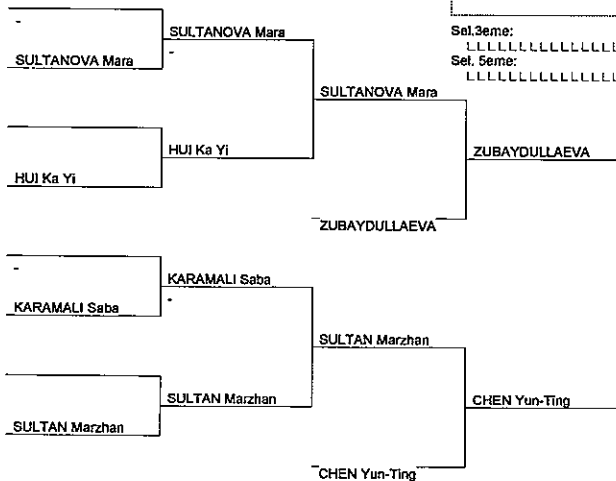 -
SULTANOVA Mara
SULTANOVA Mara
-
HUI Ka Yi
HUI Ka Yi
SULTANOVA Mara
ZUBAYDULLAEVA
ZUBAYDULLAEVA
Sel.3eme:
Sel. 5eme:
-
KARAMALI Saba
KARAMALI Saba
-
SULTAN Marzhan
SULTAN Marzhan
SULTAN Marzhan
CHEN Yun-Ting
CHEN Yun-Ting